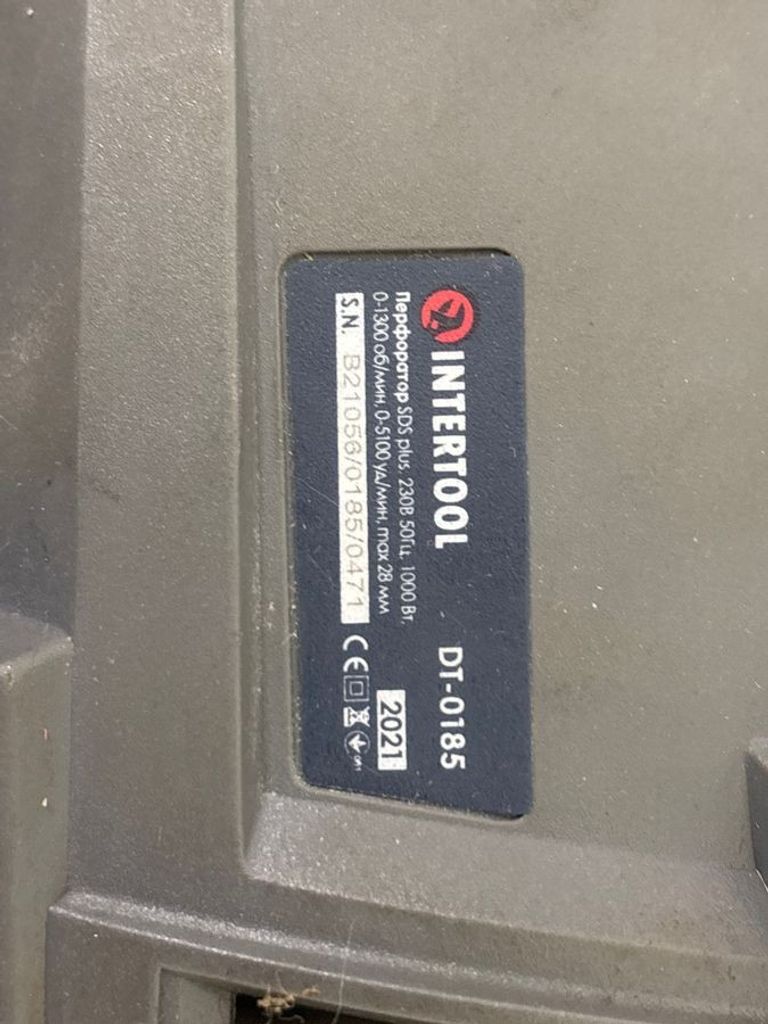 INTERTOOL DT-0185
Перфоратор SDS plus, 230В 50Гц, 1000 Вт,
0-1300 об/мин, 0-5100 уд/мин, max 28 мм
2021
S.N. B21056/0185/0471 CE